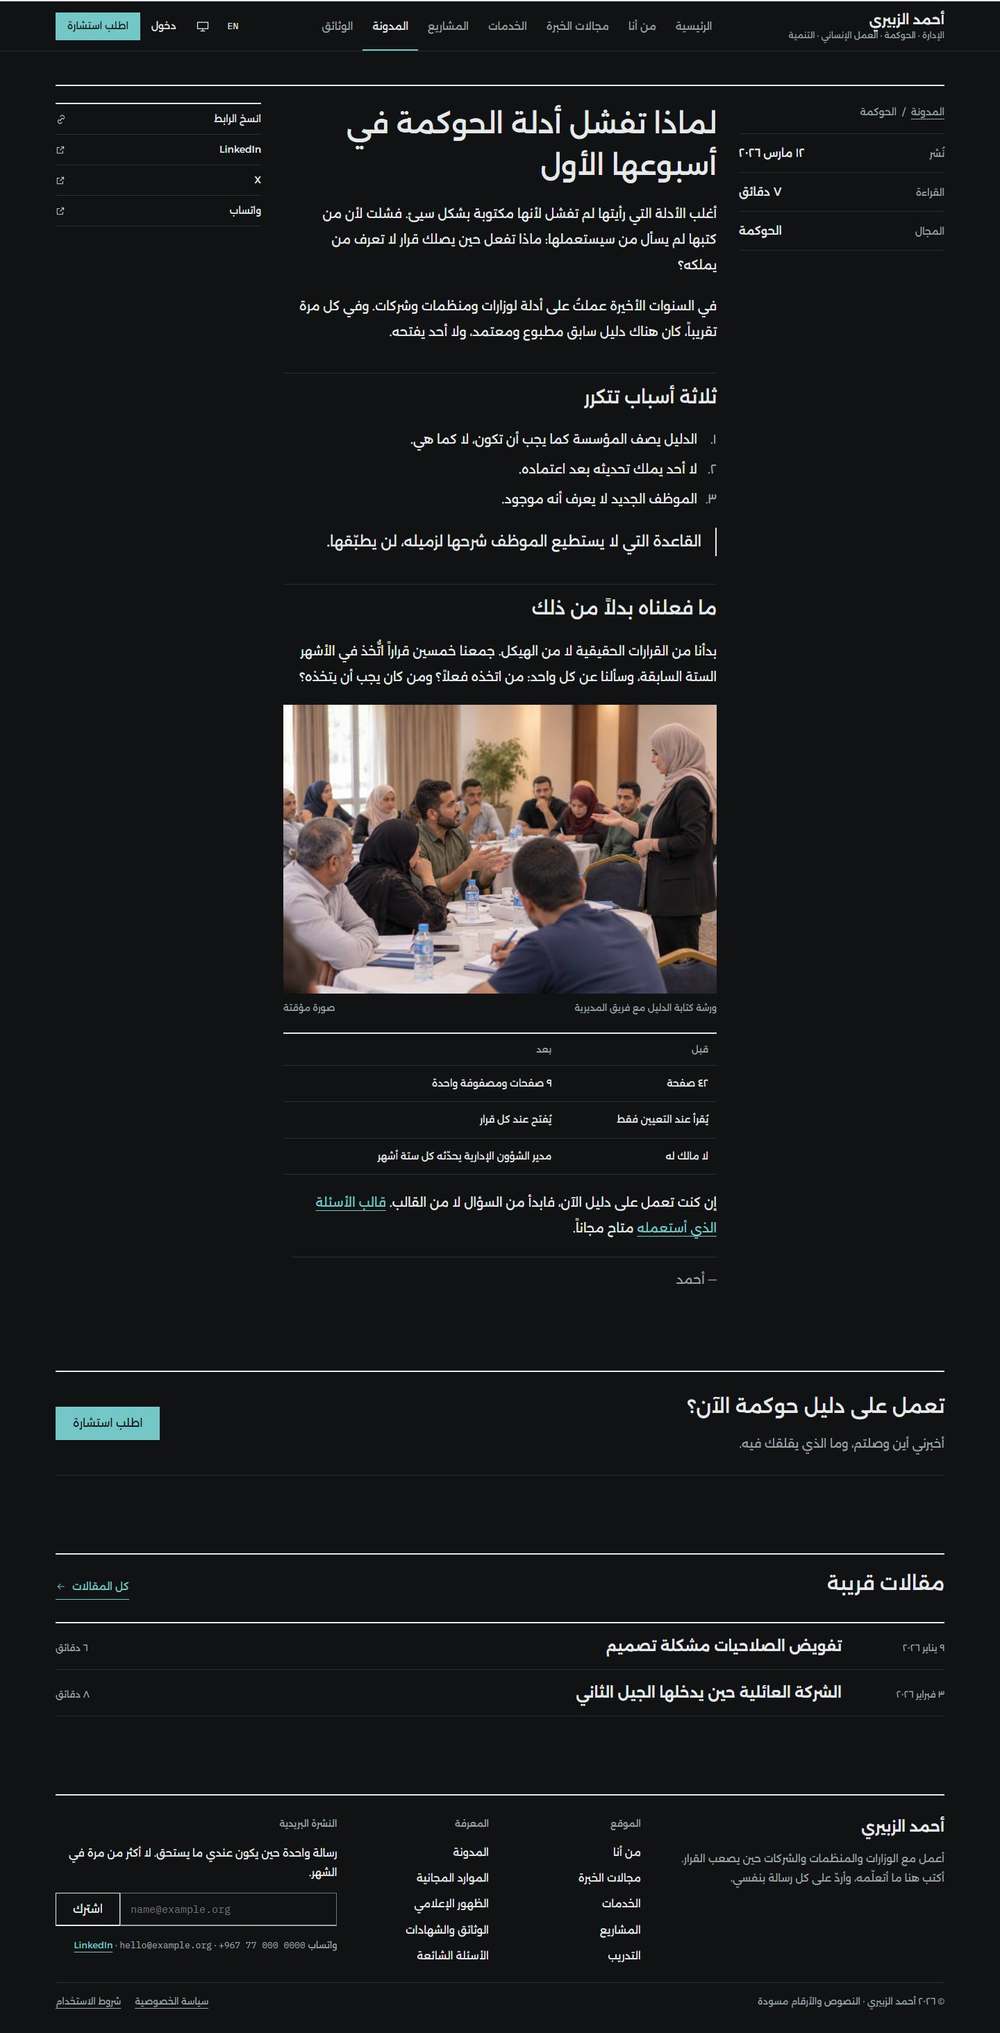 أحمد الزبيري
الإدارة · الحوكمة · العمل الإنساني · التنمية
الرئيسية
من أنا
مجالات الخبرة
الخدمات
المشاريع
المدونة
الوثائق
EN
دخول
اطلب استشارة
المدونة / الحوكمة
نُشر
١٢ مارس ٢٠٢٦
القراءة
٧ دقائق
المجال
الحوكمة
لماذا تفشل أدلة الحوكمة في
أسبوعها الأول
أغلب الأدلة التي رأيتها لم تفشل لأنها مكتوبة بشكل سيئ. فشلت لأن من
كتبها لم يسأل من سيستعملها: ماذا تفعل حين يصلك قرار لا تعرف من
يملكه؟
في السنوات الأخيرة عملتُ على أدلة لوزارات ومنظمات وشركات. وفي كل مرة
تقريباً، كان هناك دليل سابق مطبوع ومعتمد، ولا أحد يفتحه.
ثلاثة أسباب تتكرر
١. الدليل يصف المؤسسة كما يجب أن تكون، لا كما هي.
٢. لا أحد يملك تحديثه بعد اعتماده.
٣. الموظف الجديد لا يعرف أنه موجود.
القاعدة التي لا يستطيع الموظف شرحها لزميله، لن يطبّقها.
ما فعلناه بدلاً من ذلك
بدأنا من القرارات الحقيقية لا من الهيكل. جمعنا خمسين قراراً اتُّخذ في الأشهر
الستة السابقة، وسألنا عن كل واحد: من اتخذه فعلاً؟ ومن كان يجب أن يتخذه؟
ورشة كتابة الدليل مع فريق المديرية
صورة مؤقتة
قبل
بعد
٤٢ صفحة
٩ صفحات ومصفوفة واحدة
يُقرأ عند التعيين فقط
يُفتح عند كل قرار
لا مالك له
مدير الشؤون الإدارية يحدّثه كل ستة أشهر
إن كنت تعمل على دليل الآن، فابدأ من السؤال لا من القالب. قالب الأسئلة
الذي أستعمله متاح مجاناً.
— أحمد
انسخ الرابط
LinkedIn
X
واتساب
تعمل على دليل حوكمة الآن؟
أخبرني أين وصلتم، وما الذي يقلقك فيه.
اطلب استشارة
مقالات قريبة
كل المقالات ←
٩ يناير ٢٠٢٦
تفويض الصلاحيات مشكلة تصميم
٦ دقائق
٣ فبراير ٢٠٢٦
الشركة العائلية حين يدخلها الجيل الثاني
٨ دقائق
أحمد الزبيري
أعمل مع الوزارات والمنظمات والشركات حين يصعب القرار.
أكتب هنا ما أتعلّمه، وأردّ على كل رسالة بنفسي.
الموقع
من أنا
مجالات الخبرة
الخدمات
المشاريع
التدريب
المعرفة
المدونة
الموارد المجانية
الظهور الإعلامي
الوثائق والشهادات
الأسئلة الشائعة
النشرة البريدية
رسالة واحدة حين يكون عندي ما يستحق. لا أكثر من مرة في
الشهر.
name@example.org
اشترك
واتساب +967 77 000 0000 · hello@example.org · LinkedIn
© ٢٠٢٦ أحمد الزبيري · النصوص والأرقام مسودة
سياسة الخصوصية
شروط الاستخدام